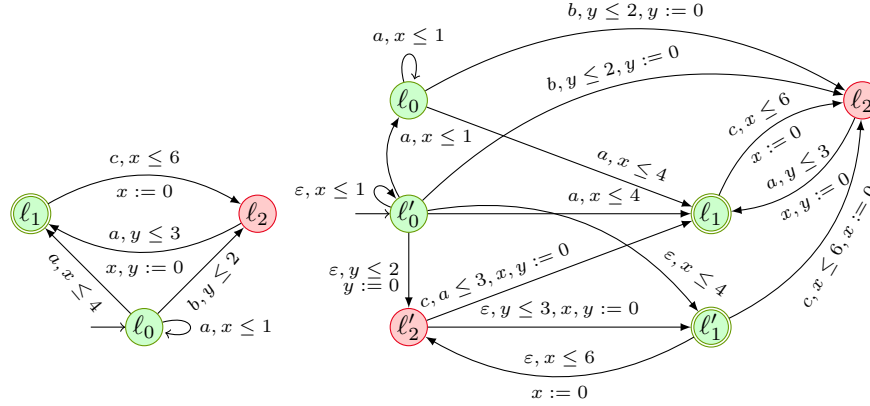 c, x ≤ 6
x := 0
ℓ1
ℓ2
a, y ≤ 3
x, y := 0
a, x ≤ 4
b, y ≤ 2
ℓ0
a, x ≤ 1
a, x ≤ 1
b, y ≤ 2, y := 0
ℓ0
b, y ≤ 2, y := 0
ℓ2
a, x ≤ 1
a, x ≤ 4
c, x ≤ 6
x := 0
a, y ≤ 3
x, y := 0
ε, x ≤ 1
ℓ′0
a, x ≤ 4
ℓ1
ε, y ≤ 2
y := 0
c, a ≤ 3, x, y := 0
ε, x ≤ 4
c, x ≤ 6, x := 0
ℓ′2
ε, y ≤ 3, x, y := 0
ℓ′1
ε, x ≤ 6
x := 0